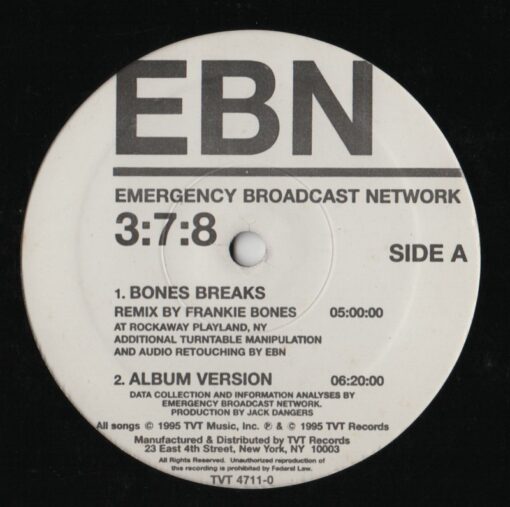 EBN
EMERGENCY BROADCAST NETWORK
3:7:8
SIDE A
1. BONES BREAKS
REMIX BY FRANKIE BONES 05:00:00
AT ROCKAWAY PLAYLAND, NY
ADDITIONAL TURNTABLE MANIPULATION
AND AUDIO RETOUCHING BY EBN
2. ALBUM VERSION 06:20:00
DATA COLLECTION AND INFORMATION ANALYSES BY
EMERGENCY BROADCAST NETWORK.
PRODUCTION BY JACK DANGERS
All songs © 1995 TVT Music, Inc. ℗ & © 1995 TVT Records
Manufactured & Distributed by TVT Records
23 East 4th Street, New York, NY 10003
All Rights Reserved. Unauthorized reproduction of
this recording is prohibited by Federal Law.
TVT 4711-0